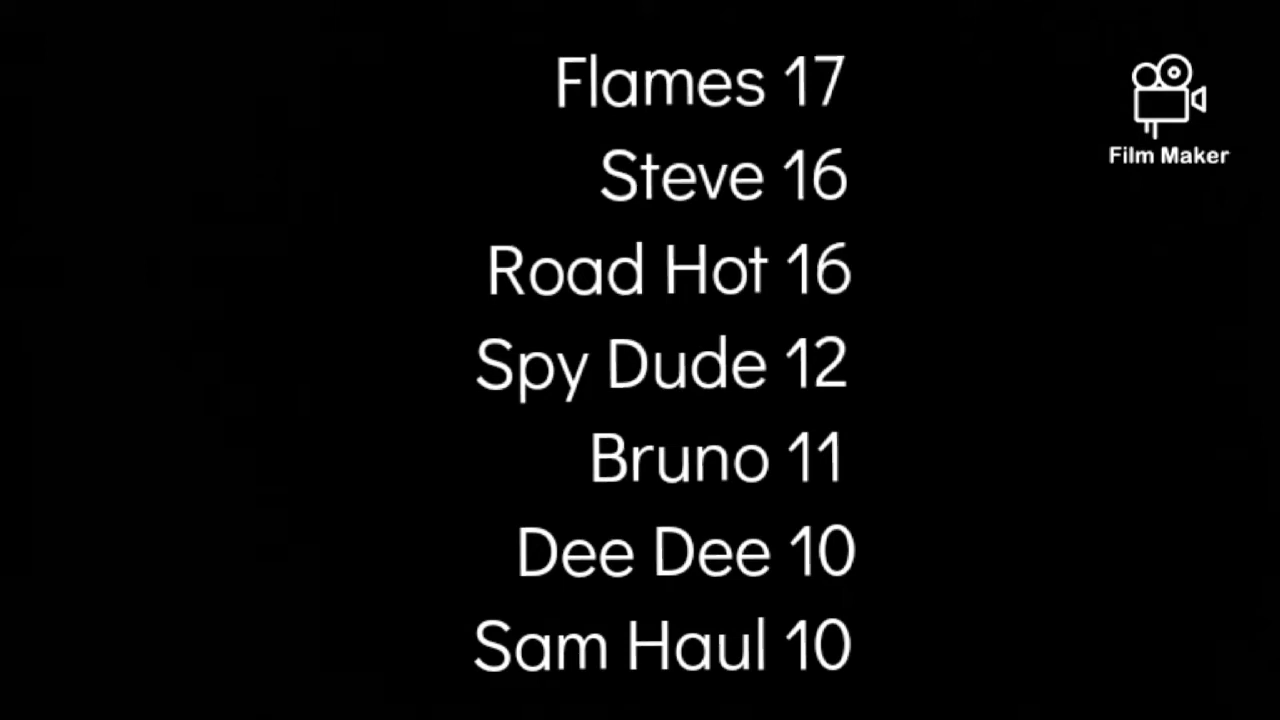 Flames 17
Steve 16
Road Hot 16
Spy Dude 12
Bruno 11
Dee Dee 10
Sam Haul 10
Film Maker